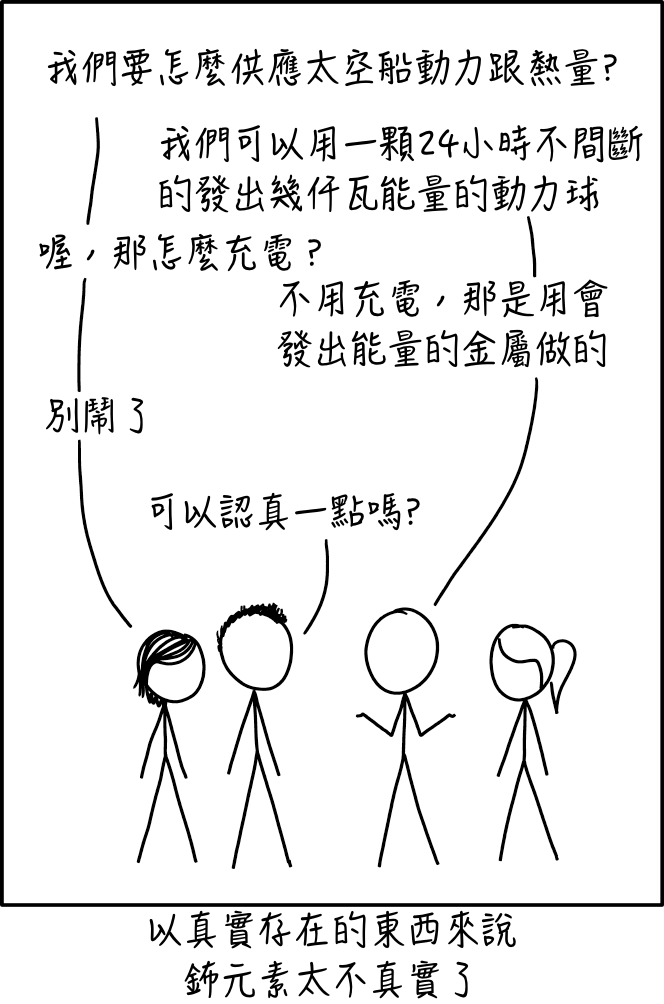 我們要怎麼供應太空船動力跟熱量?
我們可以用一顆24小時不間斷
的發出幾仟瓦能量的動力球
喔，那怎麼充電？
不用充電，那是用會
發出能量的金屬做的
別鬧了
可以認真一點嗎?
以真實存在的東西來說
鈽元素太不真實了